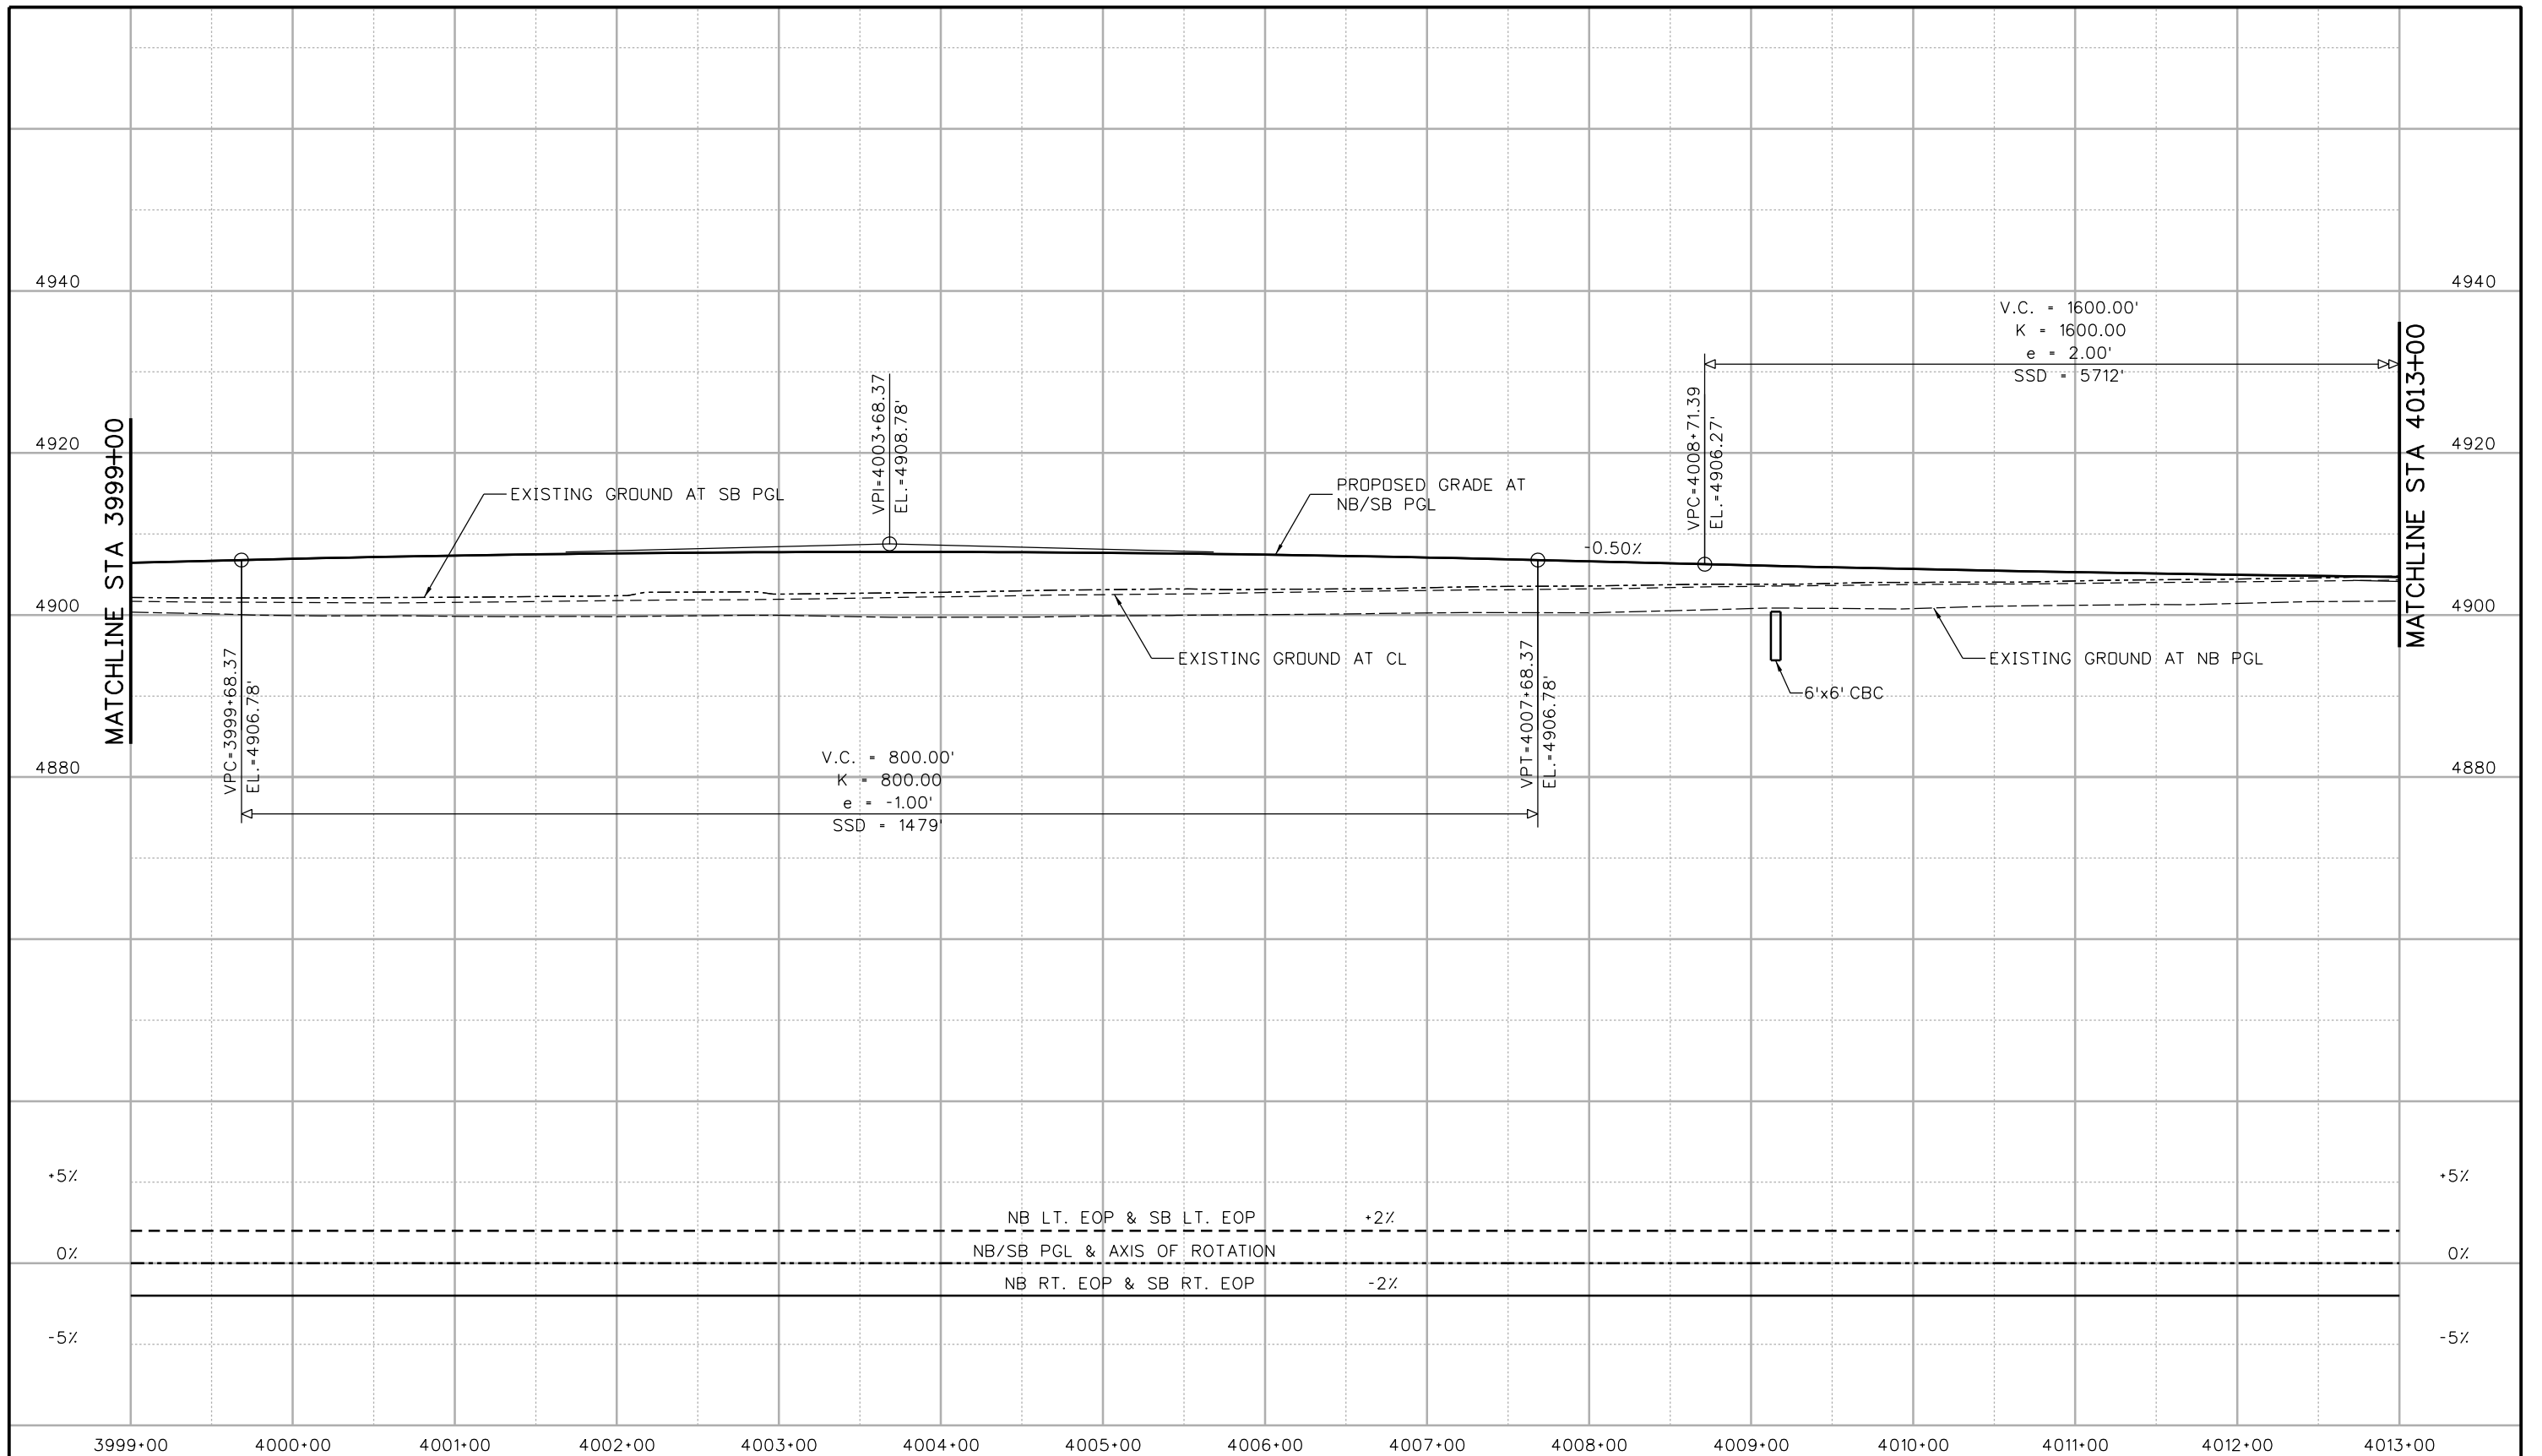 4940
4940
V.C. = 1600.00'
K = 1600.00
e = 2.00'
SSD = 5712'
MATCHLINE STA 4013+00
VPI=4003+68.37
EL.=4908.78'
VPC=4008+71.39
EL.=4906.27'
MATCHLINE STA 3999+00
4920
4920
EXISTING GROUND AT SB PGL
PROPOSED GRADE AT
NB/SB PGL
-0.50%
4900
4900
VPC=3999+68.37
EL.=4906.78'
EXISTING GROUND AT CL
VPT=4007+68.37
EL.=4906.78'
EXISTING GROUND AT NB PGL
6'x6' CBC
4880
4880
V.C. = 800.00'
K = 800.00
e = -1.00'
SSD = 1479'
+5%
+5%
NB LT. EOP & SB LT. EOP +2%
0%
NB/SB PGL & AXIS OF ROTATION
0%
NB RT. EOP & SB RT. EOP -2%
-5%
-5%
3999+00 4000+00 4001+00 4002+00 4003+00 4004+00 4005+00 4006+00 4007+00 4008+00 4009+00 4010+00 4011+00 4012+00 4013+00